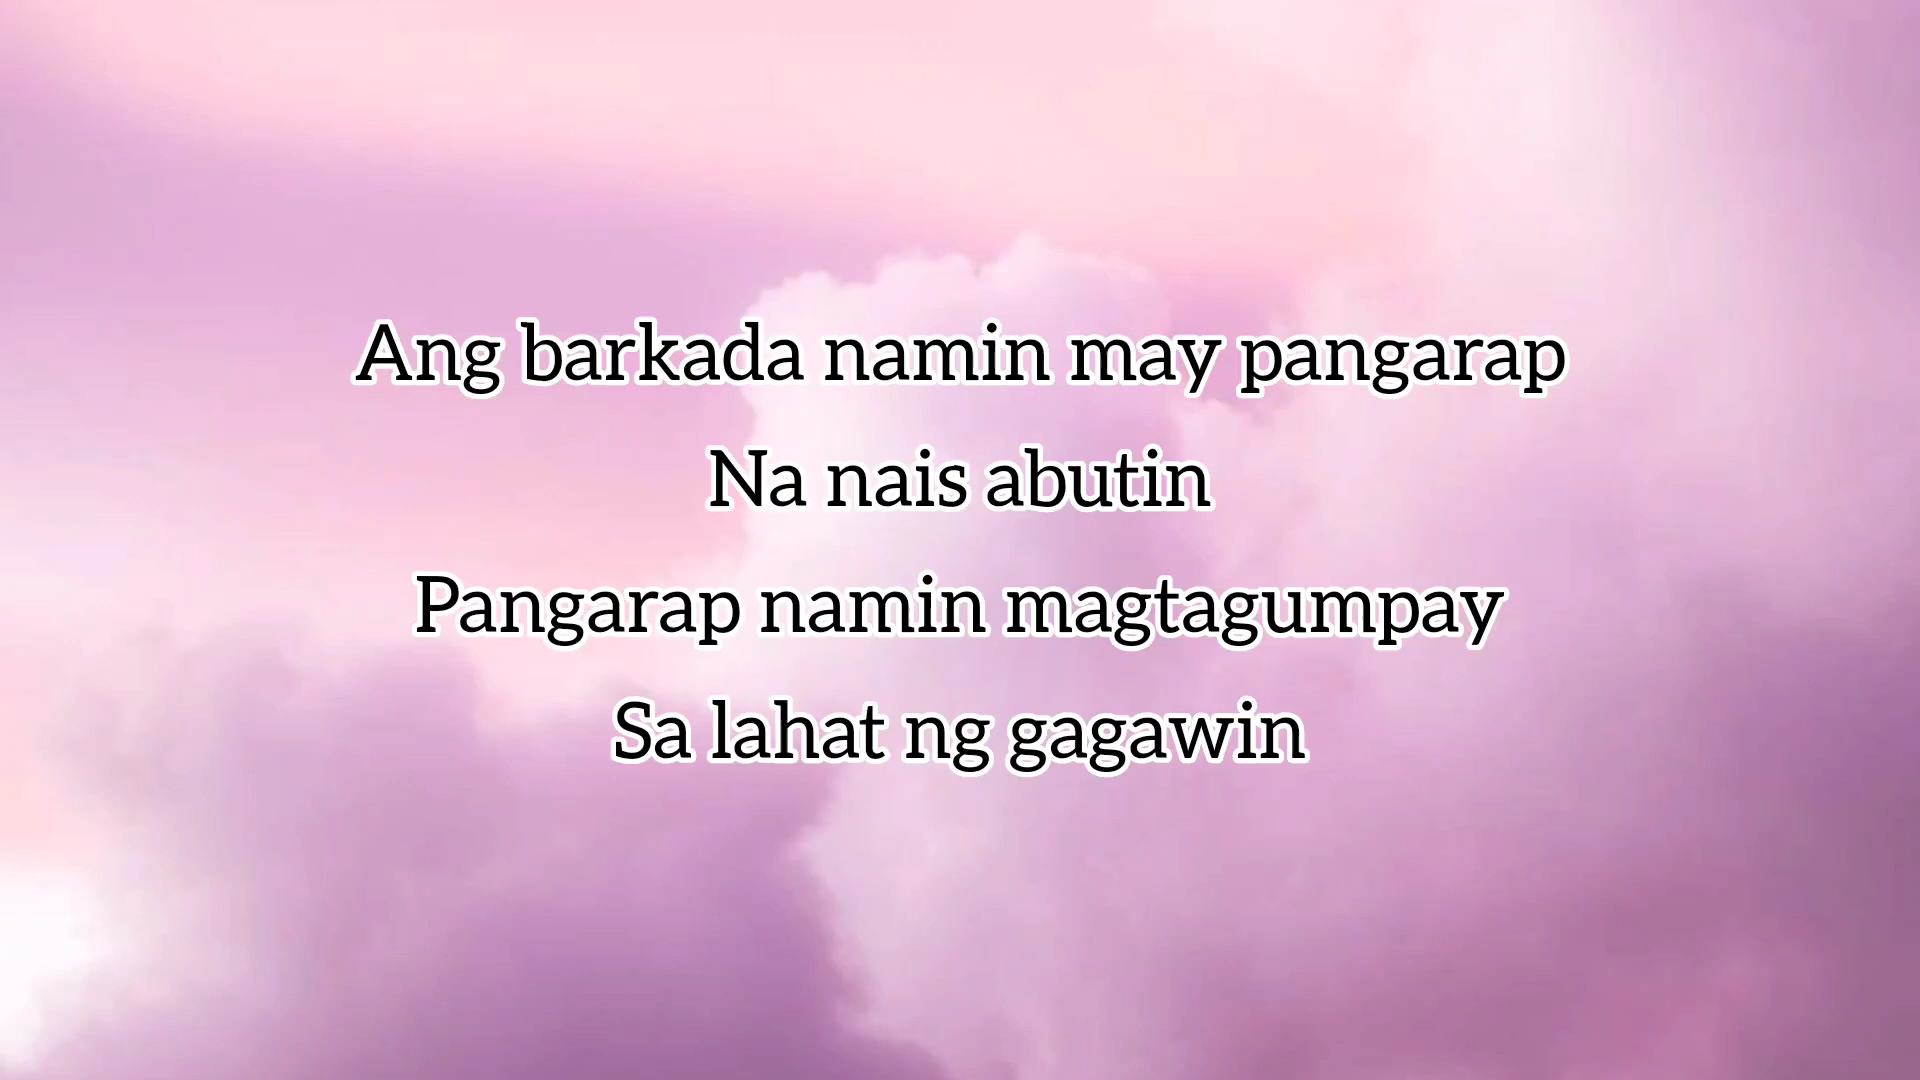 Ang barkada namin may pangarap
Na nais abutin
Pangarap namin magtagumpay
Sa lahat ng gagawin